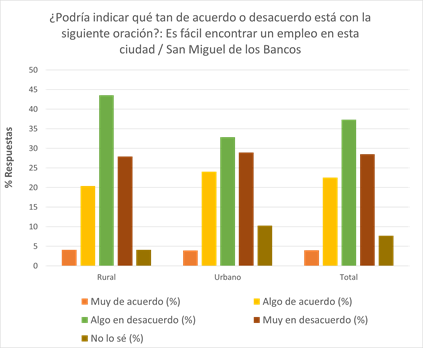 ¿Podría indicar qué tan de acuerdo o desacuerdo está con la
siguiente oración?: Es fácil encontrar un empleo en esta
ciudad / San Miguel de los Bancos
% Respuestas
50
45
40
35
30
25
20
15
10
5
0
Rural Urbano Total
Muy de acuerdo (%) Algo de acuerdo (%)
Algo en desacuerdo (%) Muy en desacuerdo (%)
No lo sé (%)